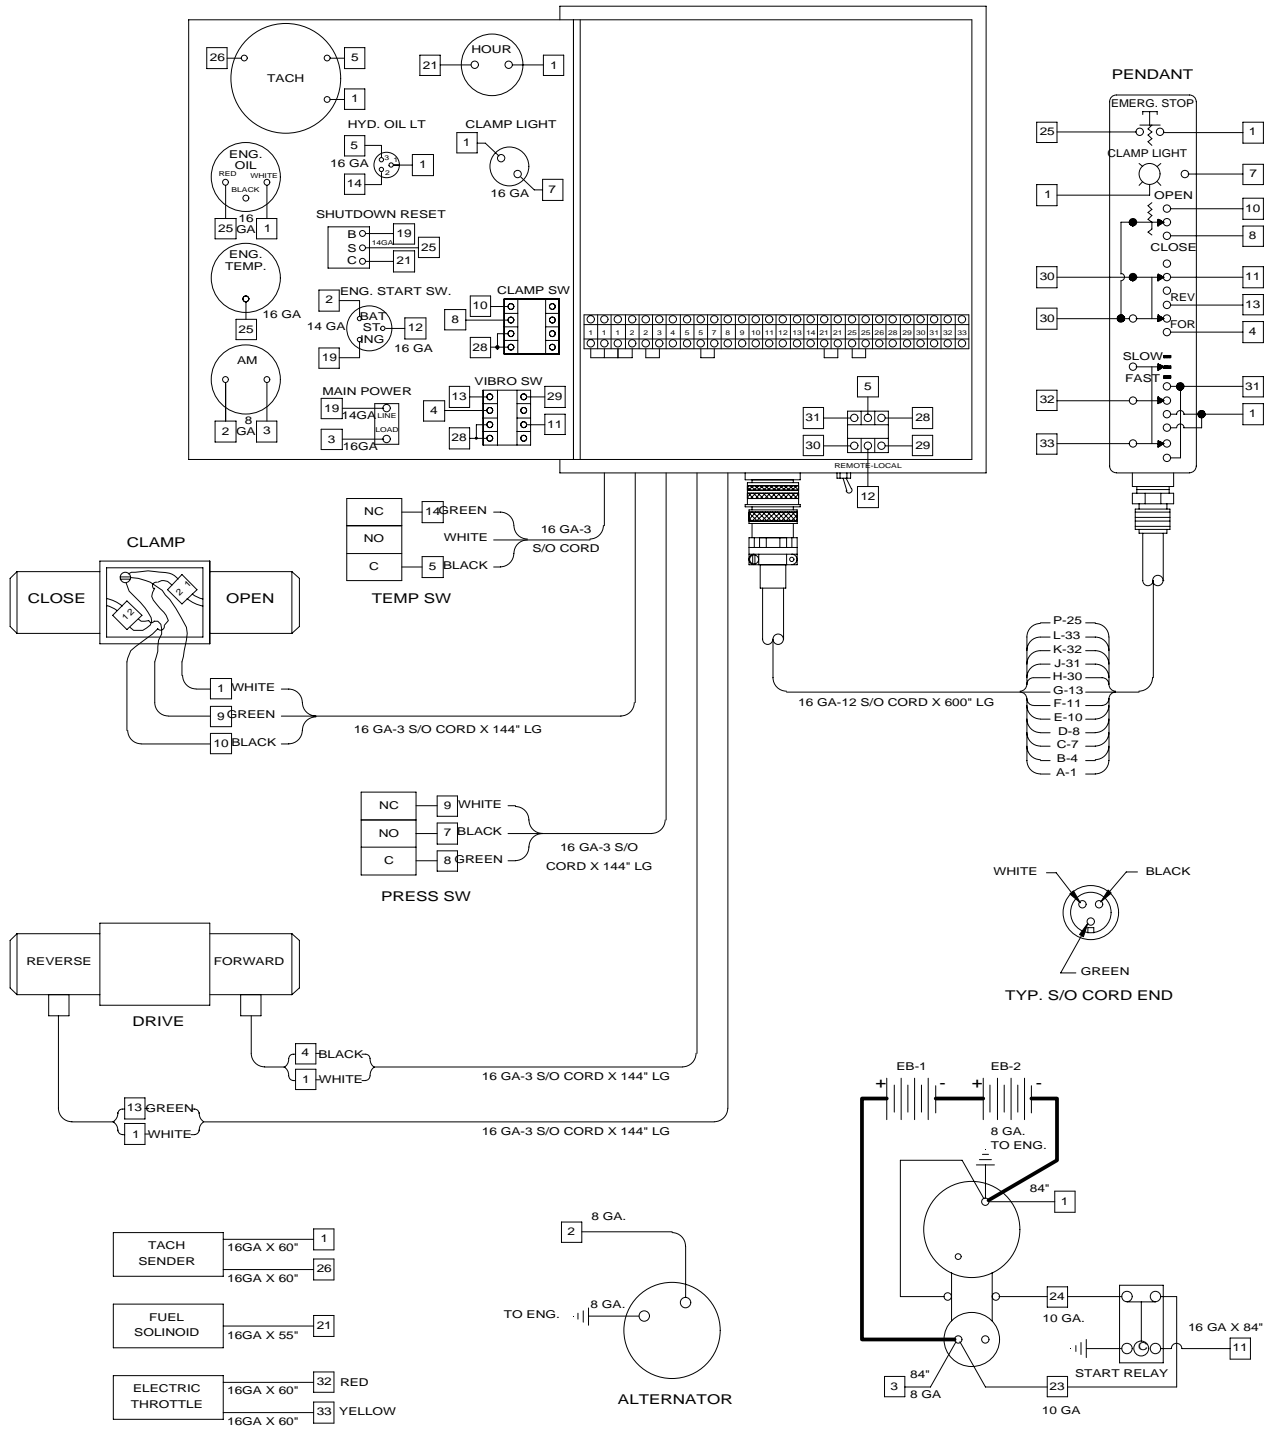 TACH
26
5
1
HOUR
21
1
HYD. OIL LT
5
16 GA
3
1
2
1
14
CLAMP LIGHT
1
16 GA
7
ENG.
OIL
RED
WHITE
BLACK
16
GA
25
1
SHUTDOWN RESET
B
19
S
14GA
25
C
21
ENG.
TEMP.
16 GA
25
ENG. START SW.
2
14 GA
BAT
ST
ING
12
16 GA
19
CLAMP SW
10
8
28
AM
8
GA
2
3
MAIN POWER
19
14GA
LINE
LOAD
3
16GA
VIBRO SW
13
29
4
11
28
1 1 1 2 2 3 4 5 5 7 8 9 10 11 12 13 14 21 21 25 25 26 28 29 30 31 32 33
5
31
28
30
29
REMOTE-LOCAL
12
PENDANT
EMERG. STOP
25
1
CLAMP LIGHT
7
1
OPEN
10
8
CLOSE
30
11
REV
13
30
FOR
4
SLOW
FAST
31
32
1
33
NC
14
GREEN
NO
WHITE
C
5
BLACK
TEMP SW
16 GA-3
S/O CORD
CLAMP
CLOSE
OPEN
1 2
2 1
1
WHITE
9
GREEN
10
BLACK
16 GA-3 S/O CORD X 144" LG
16 GA-12 S/O CORD X 600" LG
P-25
L-33
K-32
J-31
H-30
G-13
F-11
E-10
D-8
C-7
B-4
A-1
NC
9
WHITE
NO
7
BLACK
C
8
GREEN
PRESS SW
16 GA-3 S/O
CORD X 144" LG
WHITE
BLACK
GREEN
TYP. S/O CORD END
REVERSE
FORWARD
DRIVE
4
BLACK
1
WHITE
16 GA-3 S/O CORD X 144" LG
13
GREEN
1
WHITE
16 GA-3 S/O CORD X 144" LG
EB-1
EB-2
+
-
+
-
8 GA.
TO ENG.
84"
1
24
10 GA.
16 GA X 84"
11
START RELAY
3
84"
8 GA
23
10 GA
TACH
SENDER
16GA X 60"
1
16GA X 60"
26
FUEL
SOLINOID
16GA X 55"
21
ELECTRIC
THROTTLE
16GA X 60"
32
RED
16GA X 60"
33
YELLOW
2
8 GA.
TO ENG.
8 GA.
ALTERNATOR